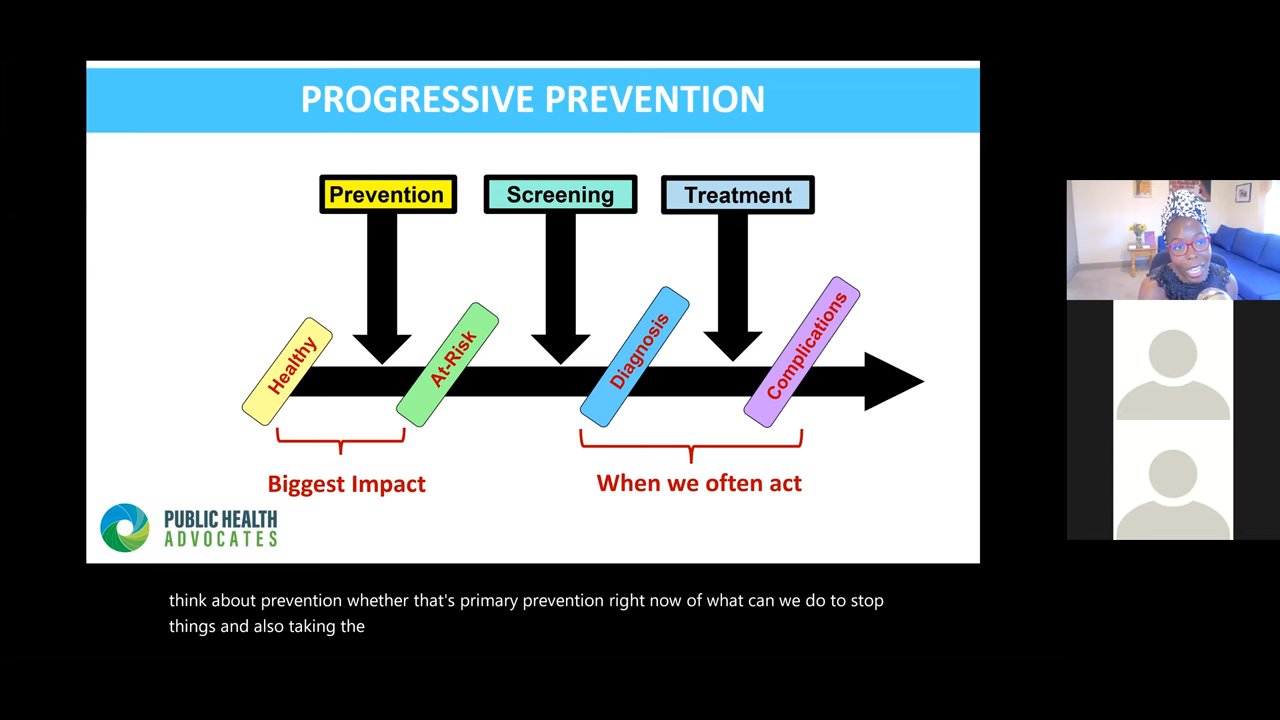 PROGRESSIVE PREVENTION
Prevention
Screening
Treatment
Healthy
At-Risk
Diagnosis
Complications
Biggest Impact
When we often act
PUBLIC HEALTH
ADVOCATES
think about prevention whether that's primary prevention right now of what can we do to stop
things and also taking the